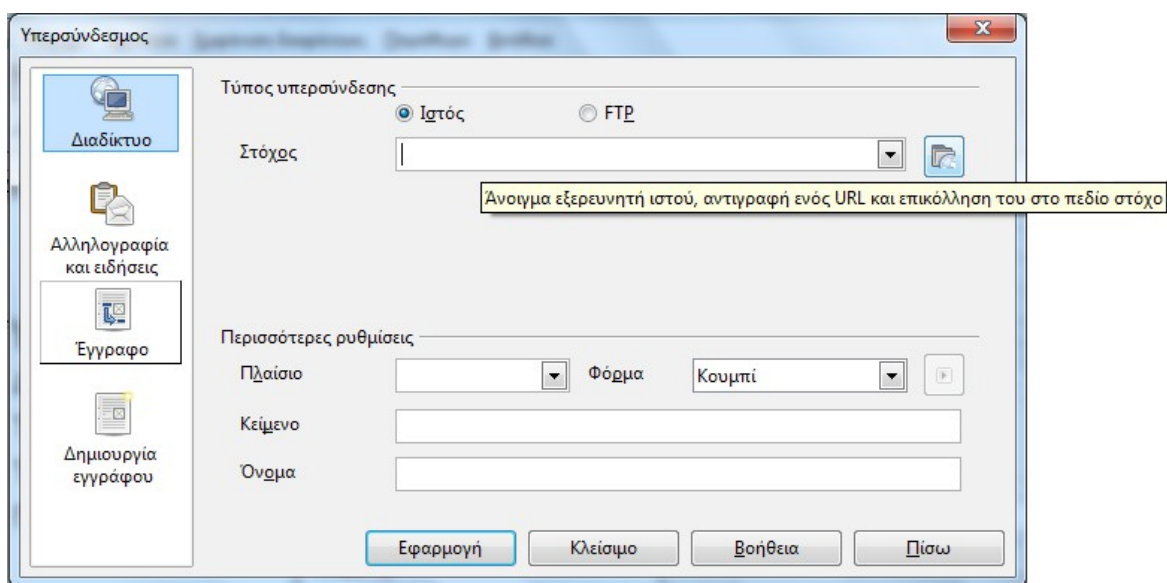 Υπερσύνδεσμος
Διαδίκτυο
Αλληλογραφία
και ειδήσεις
Έγγραφο
Δημιουργία
εγγράφου
Τύπος υπερσύνδεσης
Ιστός FTP
Στόχος
Άνοιγμα εξερευνητή ιστού, αντιγραφή ενός URL και επικόλληση του στο πεδίο στόχο
Περισσότερες ρυθμίσεις
Πλαίσιο Φόρμα Κουμπί
Κείμενο
Όνομα
Εφαρμογή Κλείσιμο Βοήθεια Πίσω